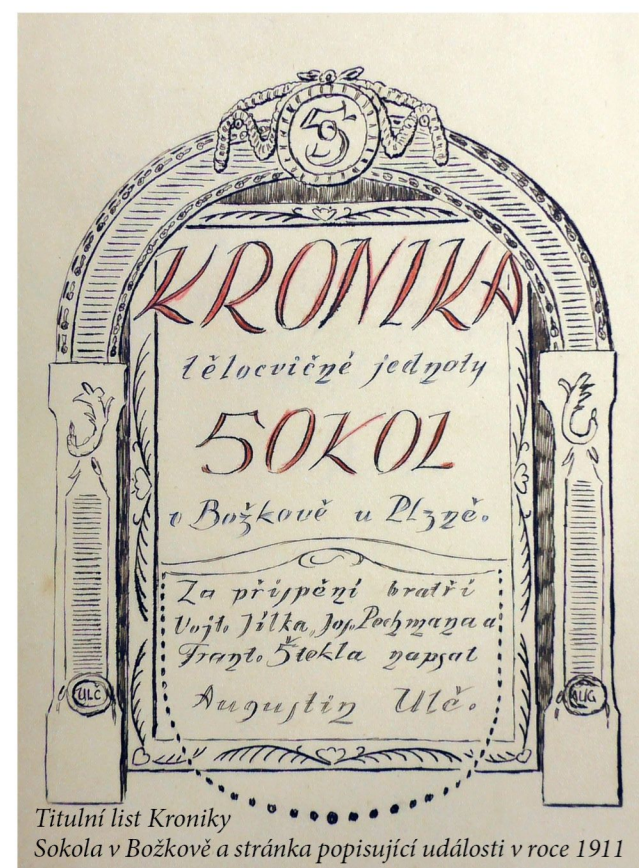 KRONIKA
tělocvičné jednoty
SOKOL
v Božkově u Plzně.
Za přispění bratří
Vojt. Jílka, Jos. Pechmana a
Frant. Štekla napsal
Augustin Ulč.
ULČ
AUG
Titulní list Kroniky
Sokola v Božkově a stránka popisující události v roce 1911